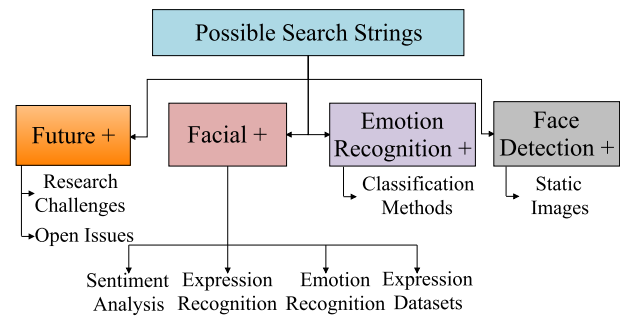 Possible Search Strings
Future +
Facial +
Emotion
Recognition +
Face
Detection +
Research
Challenges
Open Issues
Classification
Methods
Static
Images
Sentiment
Analysis
Expression
Recognition
Emotion
Recognition
Expression
Datasets